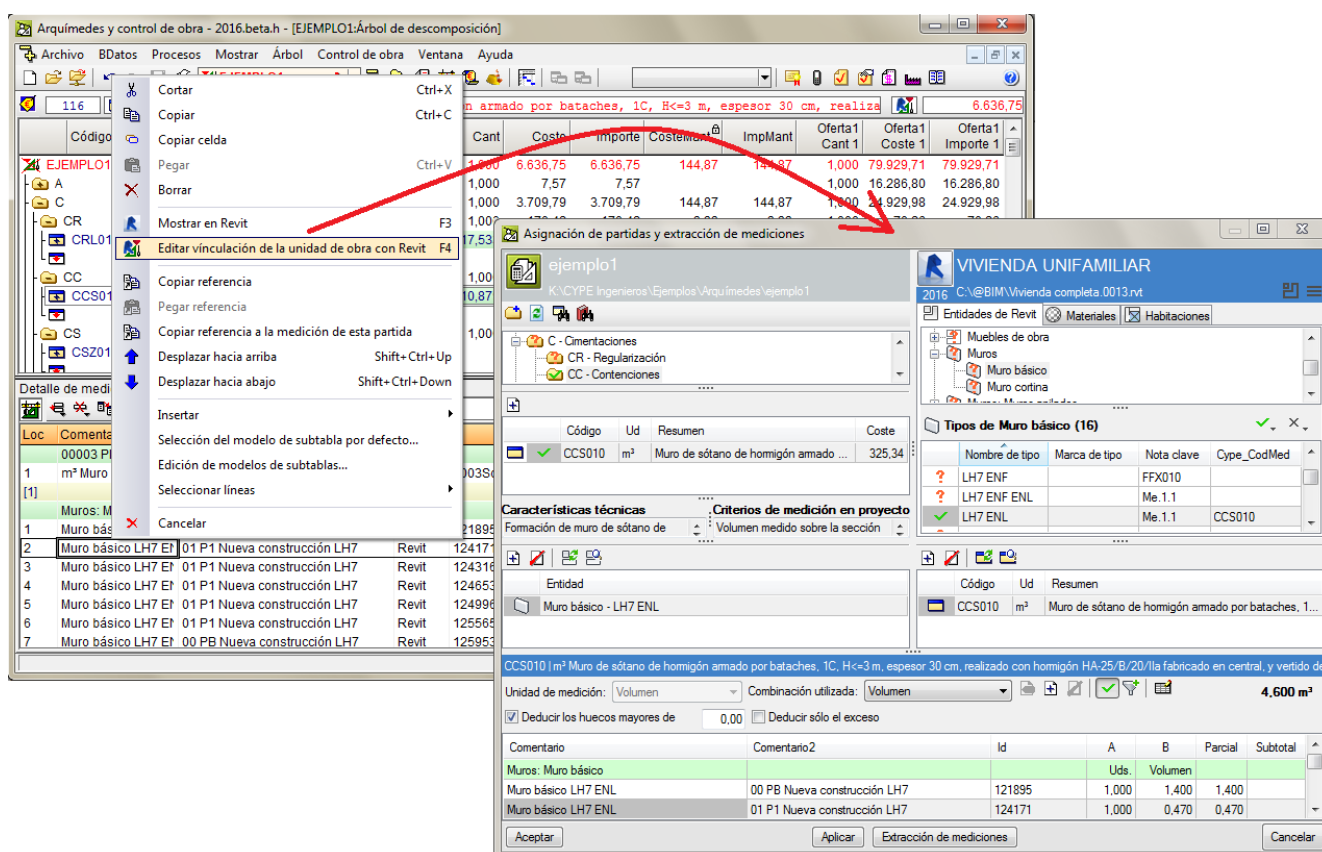 Arquímedes y control de obra - 2016.beta.h - [EJEMPLO1:Árbol de descomposición]
Archivo BDatos Procesos Mostrar Árbol Control de obra Ventana Ayuda
116 armado por bataches, 1C, H<=3 m, espesor 30 cm, realiza 6.636,75
Código Cant Coste Importe CosteMant ImpMant Oferta1 Cant 1 Oferta1 Coste 1 Oferta1 Importe 1
EJEMPLO1 1,000 6.636,75 6.636,75 144,87 144,87 1,000 79.929,71 79.929,71
A 1,000 7,57 7,57 1,000 16.286,80 16.286,80
C 1,000 3.709,79 3.709,79 144,87 144,87 1,000 24.929,98 24.929,98
CR
CRL01
CC
CCS01
CS
CSZ01
Cortar Ctrl+X
Copiar Ctrl+C
Copiar celda
Pegar Ctrl+V
Borrar
Mostrar en Revit F3
Editar vínculación de la unidad de obra con Revit F4
Copiar referencia
Pegar referencia
Copiar referencia a la medición de esta partida
Desplazar hacia arriba Shift+Ctrl+Up
Desplazar hacia abajo Shift+Ctrl+Down
Insertar
Selección del modelo de subtabla por defecto...
Edición de modelos de subtablas...
Seleccionar líneas
Cancelar
Detalle de medi
Loc Comenta
00003 Pl
1 m³ Muro
[1]
Muros: M
1 Muro bás 21895
2 Muro básico LH7 EN 01 P1 Nueva construcción LH7 Revit 124171
3 Muro básico LH7 EN 01 P1 Nueva construcción LH7 Revit 124316
4 Muro básico LH7 EN 01 P1 Nueva construcción LH7 Revit 124653
5 Muro básico LH7 EN 01 P1 Nueva construcción LH7 Revit 124996
6 Muro básico LH7 EN 01 P1 Nueva construcción LH7 Revit 125565
7 Muro básico LH7 EN 00 PB Nueva construcción LH7 Revit 125953
Asignación de partidas y extracción de mediciones
ejemplo1
K:\CYPE Ingenieros\Ejemplos\Arquímedes\ejemplo1
C - Cimentaciones
CR - Regularización
CC - Contenciones
Código Ud Resumen Coste
CCS010 m³ Muro de sótano de hormigón armado ... 325,34
Características técnicas Criterios de medición en proyecto
Formación de muro de sótano de Volumen medido sobre la sección
Entidad
Muro básico - LH7 ENL
VIVIENDA UNIFAMILIAR
2016 C:\@BIM\Vivienda completa.0013.rvt
Entidades de Revit Materiales Habitaciones
Muebles de obra
Muros
Muro básico
Muro cortina
Muros: Muros apilados
Tipos de Muro básico (16)
Nombre de tipo Marca de tipo Nota clave Cype_CodMed
LH7 ENF FFX010
LH7 ENF ENL Me.1.1
LH7 ENL Me.1.1 CCS010
Código Ud Resumen
CCS010 m³ Muro de sótano de hormigón armado por bataches, 1...
CCS010 | m³ Muro de sótano de hormigón armado por bataches, 1C, H<=3 m, espesor 30 cm, realizado con hormigón HA-25/B/20/IIa fabricado en central, y vertido de
Unidad de medición: Volumen Combinación utilizada: Volumen 4,600 m³
Deducir los huecos mayores de 0,00 Deducir sólo el exceso
Comentario Comentario2 Id A B Parcial Subtotal
Muros: Muro básico Uds. Volumen
Muro básico LH7 ENL 00 PB Nueva construcción LH7 121895 1,000 1,400 1,400
Muro básico LH7 ENL 01 P1 Nueva construcción LH7 124171 1,000 0,470 0,470
Aceptar Aplicar Extracción de mediciones Cancelar